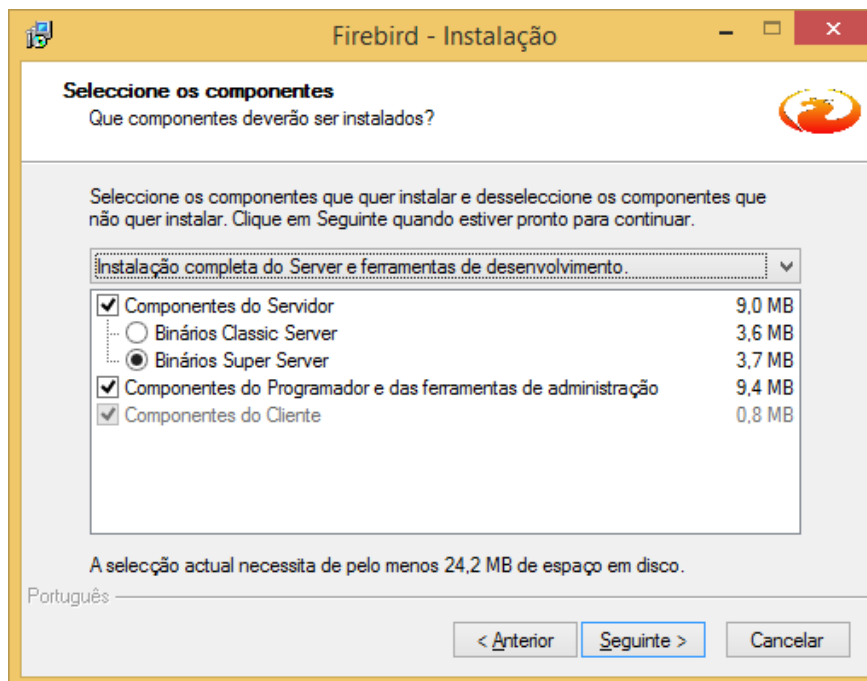 Firebird - Instalação
Seleccione os componentes
Que componentes deverão ser instalados?
Seleccione os componentes que quer instalar e desseleccione os componentes que
não quer instalar. Clique em Seguinte quando estiver pronto para continuar.
Instalação completa do Server e ferramentas de desenvolvimento.
Componentes do Servidor 9,0 MB
Binários Classic Server 3,6 MB
Binários Super Server 3,7 MB
Componentes do Programador e das ferramentas de administração 9,4 MB
Componentes do Cliente 0,8 MB
A selecção actual necessita de pelo menos 24,2 MB de espaço em disco.
Português
< Anterior Seguinte > Cancelar